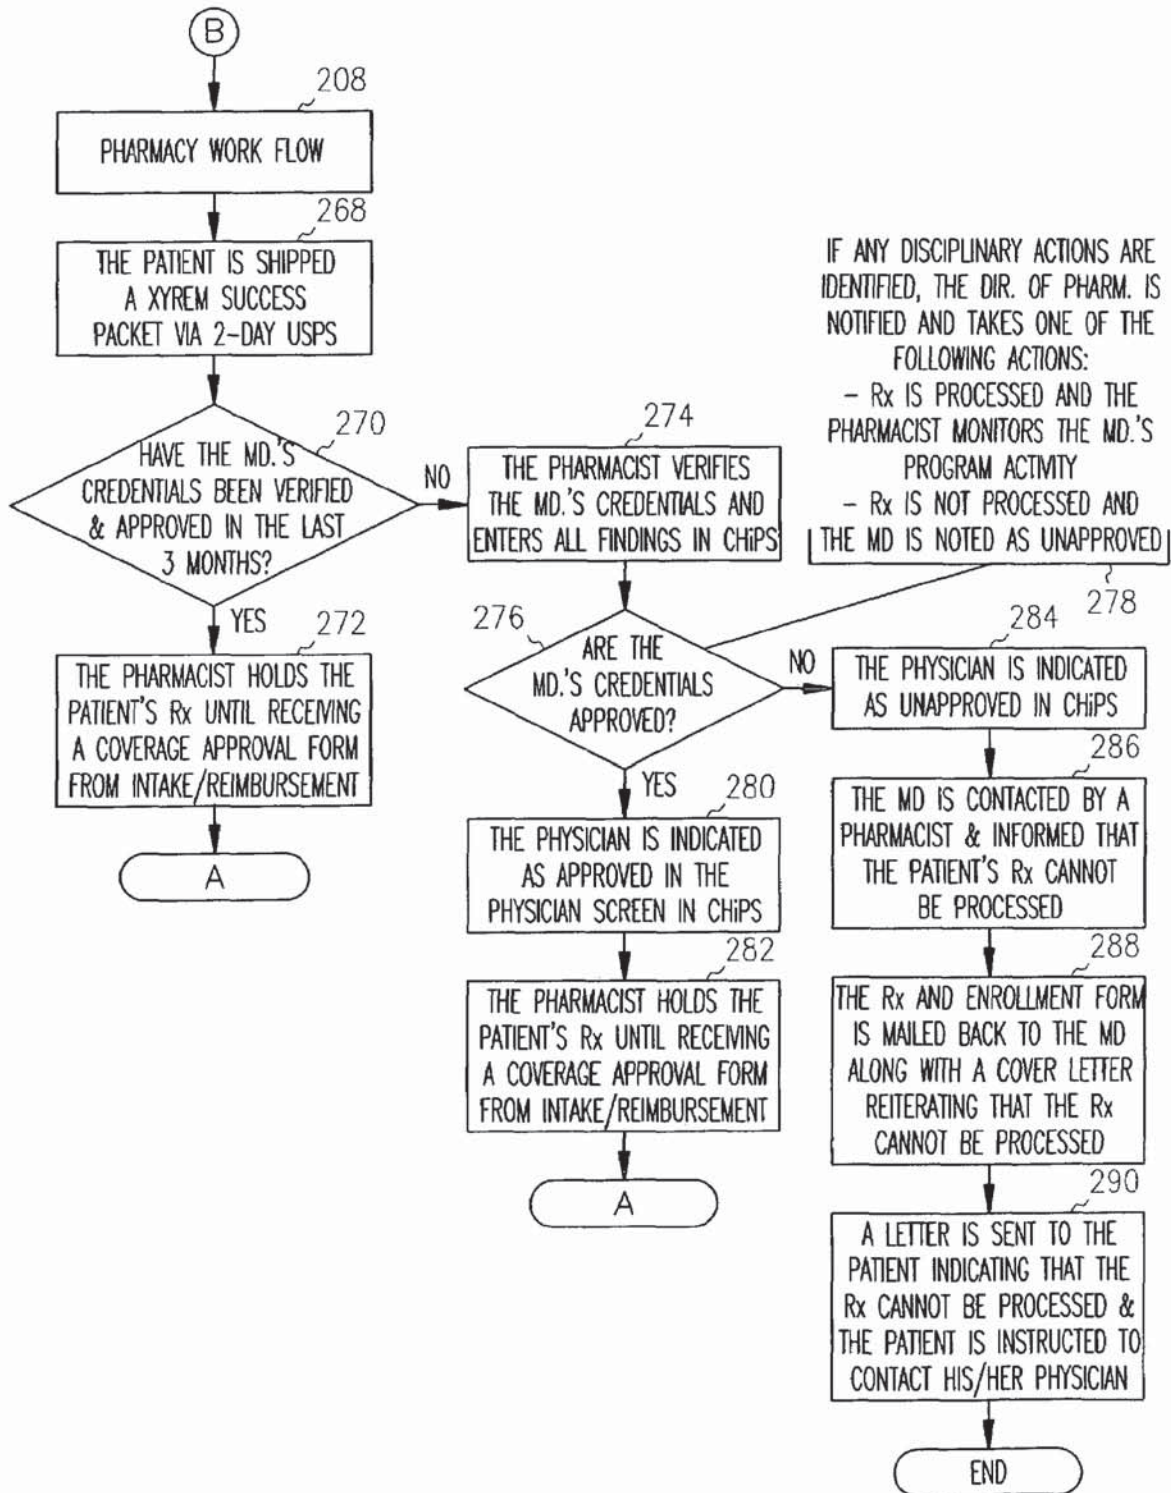 B
208
PHARMACY WORK FLOW
268
THE PATIENT IS SHIPPED
A XYREM SUCCESS
PACKET VIA 2-DAY USPS
270
HAVE THE MD.'S
CREDENTIALS BEEN VERIFIED
& APPROVED IN THE LAST
3 MONTHS?
NO
YES
272
THE PHARMACIST HOLDS THE
PATIENT'S Rx UNTIL RECEIVING
A COVERAGE APPROVAL FORM
FROM INTAKE/REIMBURSEMENT
A
274
THE PHARMACIST VERIFIES
THE MD.'S CREDENTIALS AND
ENTERS ALL FINDINGS IN CHiPS
IF ANY DISCIPLINARY ACTIONS ARE
IDENTIFIED, THE DIR. OF PHARM. IS
NOTIFIED AND TAKES ONE OF THE
FOLLOWING ACTIONS:
– Rx IS PROCESSED AND THE
PHARMACIST MONITORS THE MD.'S
PROGRAM ACTIVITY
– Rx IS NOT PROCESSED AND
THE MD IS NOTED AS UNAPPROVED
278
276
ARE THE
MD.'S CREDENTIALS
APPROVED?
NO
YES
280
THE PHYSICIAN IS INDICATED
AS APPROVED IN THE
PHYSICIAN SCREEN IN CHiPS
282
THE PHARMACIST HOLDS THE
PATIENT'S Rx UNTIL RECEIVING
A COVERAGE APPROVAL FORM
FROM INTAKE/REIMBURSEMENT
A
284
THE PHYSICIAN IS INDICATED
AS UNAPPROVED IN CHiPS
286
THE MD IS CONTACTED BY A
PHARMACIST & INFORMED THAT
THE PATIENT'S Rx CANNOT
BE PROCESSED
288
THE Rx AND ENROLLMENT FORM
IS MAILED BACK TO THE MD
ALONG WITH A COVER LETTER
REITERATING THAT THE Rx
CANNOT BE PROCESSED
290
A LETTER IS SENT TO THE
PATIENT INDICATING THAT THE
Rx CANNOT BE PROCESSED &
THE PATIENT IS INSTRUCTED TO
CONTACT HIS/HER PHYSICIAN
END